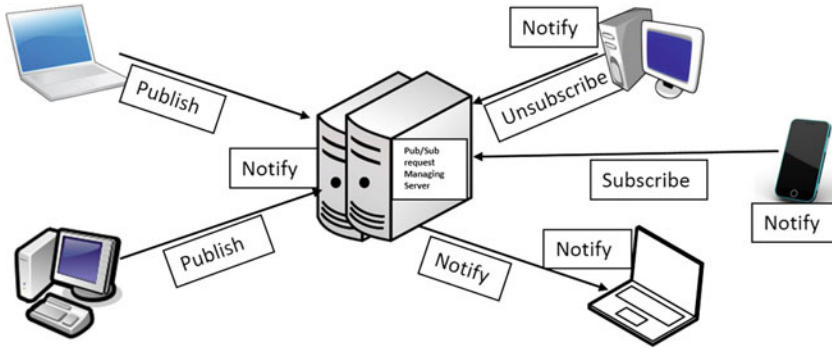 Notify
Publish
Unsubscribe
Pub/Sub
request
Managing
Server
Notify
Subscribe
Notify
Publish
Notify
Notify